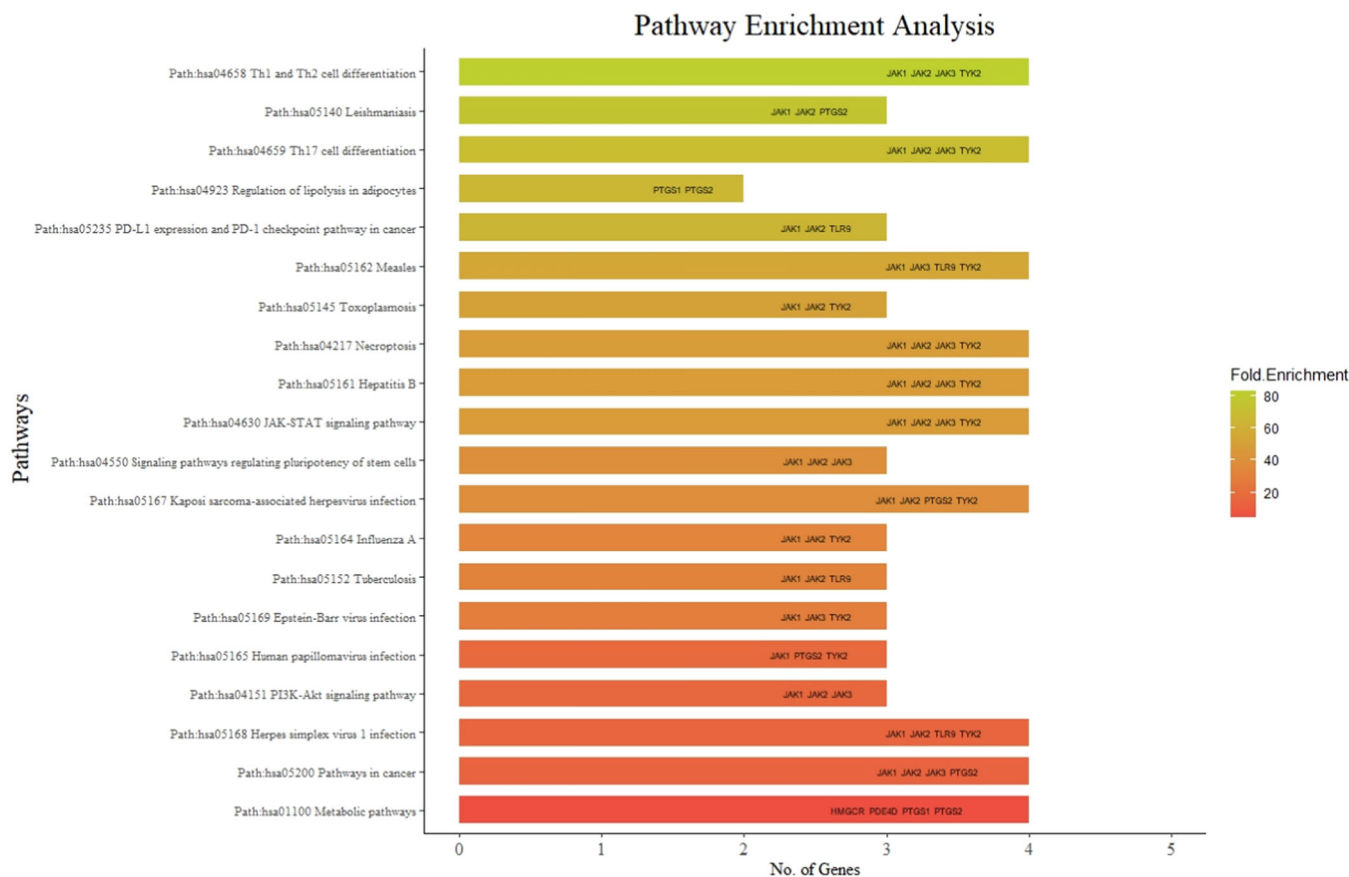 Pathway Enrichment Analysis
Path:hsa04658 Th1 and Th2 cell differentiation JAK1 JAK2 JAK3 TYK2
Path:hsa05140 Leishmaniasis JAK1 JAK2 PTGS2
Path:hsa04659 Th17 cell differentiation JAK1 JAK2 JAK3 TYK2
Path:hsa04923 Regulation of lipolysis in adipocytes PTGS1 PTGS2
Path:hsa05235 PD-L1 expression and PD-1 checkpoint pathway in cancer JAK1 JAK2 TLR9
Path:hsa05162 Measles JAK1 JAK3 TLR9 TYK2
Path:hsa05145 Toxoplasmosis JAK1 JAK2 TYK2
Path:hsa04217 Necroptosis JAK1 JAK2 JAK3 TYK2
Path:hsa05161 Hepatitis B JAK1 JAK2 JAK3 TYK2
Path:hsa04630 JAK-STAT signaling pathway JAK1 JAK2 JAK3 TYK2
Path:hsa04550 Signaling pathways regulating pluripotency of stem cells JAK1 JAK2 JAK3
Path:hsa05167 Kaposi sarcoma-associated herpesvirus infection JAK1 JAK2 PTGS2 TYK2
Path:hsa05164 Influenza A JAK1 JAK2 TYK2
Path:hsa05152 Tuberculosis JAK1 JAK2 TLR9
Path:hsa05169 Epstein-Barr virus infection JAK1 JAK3 TYK2
Path:hsa05165 Human papillomavirus infection JAK1 PTGS2 TYK2
Path:hsa04151 PI3K-Akt signaling pathway JAK1 JAK2 JAK3
Path:hsa05168 Herpes simplex virus 1 infection JAK1 JAK2 TLR9 TYK2
Path:hsa05200 Pathways in cancer JAK1 JAK2 JAK3 PTGS2
Path:hsa01100 Metabolic pathways HMGCR PDE4D PTGS1 PTGS2
0 1 2 3 4 5
No. of Genes
Pathways
Fold.Enrichment
80
60
40
20